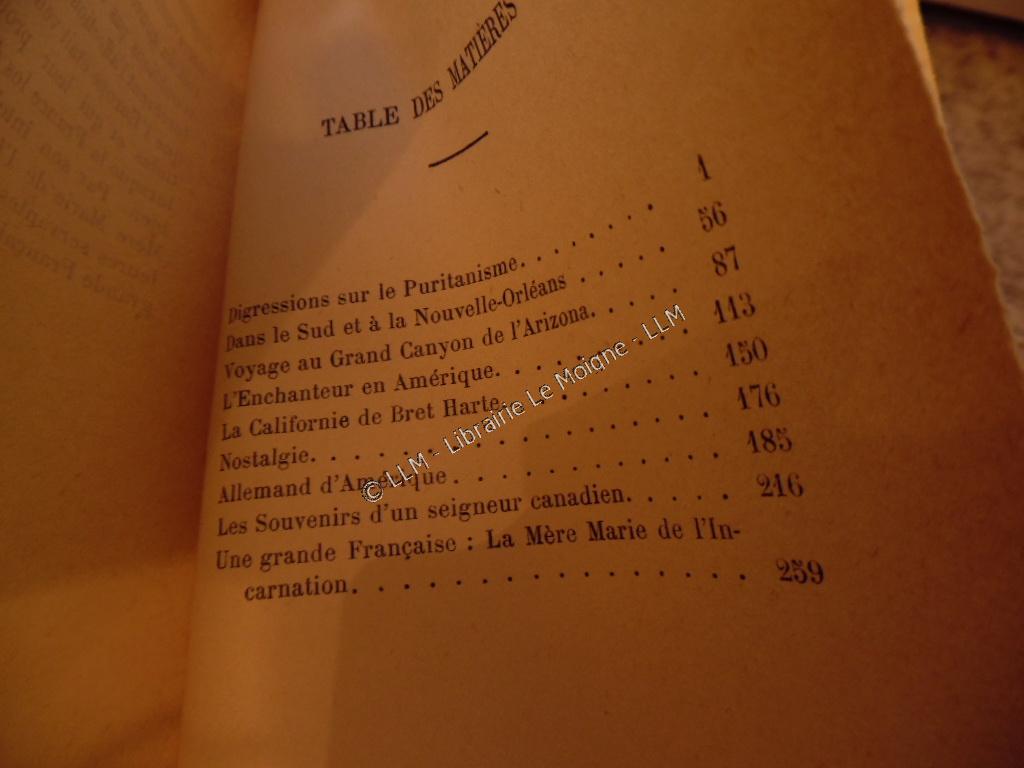 TABLE DES MATIÈRES
Digressions sur le Puritanisme. . . . . . . 1
Dans le Sud et à la Nouvelle-Orléans . . . . . 56
Voyage au Grand Canyon de l'Arizona. . . . . 87
L'Enchanteur en Amérique. . . . . . . . 113
La Californie de Bret Harte. . . . . . . . 150
Nostalgie. . . . . . . . . . . . . . 176
Allemand d'Amérique . . . . . . . . . . 185
Les Souvenirs d'un seigneur canadien. . . . . 216
Une grande Française : La Mère Marie de l'In-
carnation. . . . . . . . . . . . . . . . 259
© LLM - Librairie Le Moigne - LLM